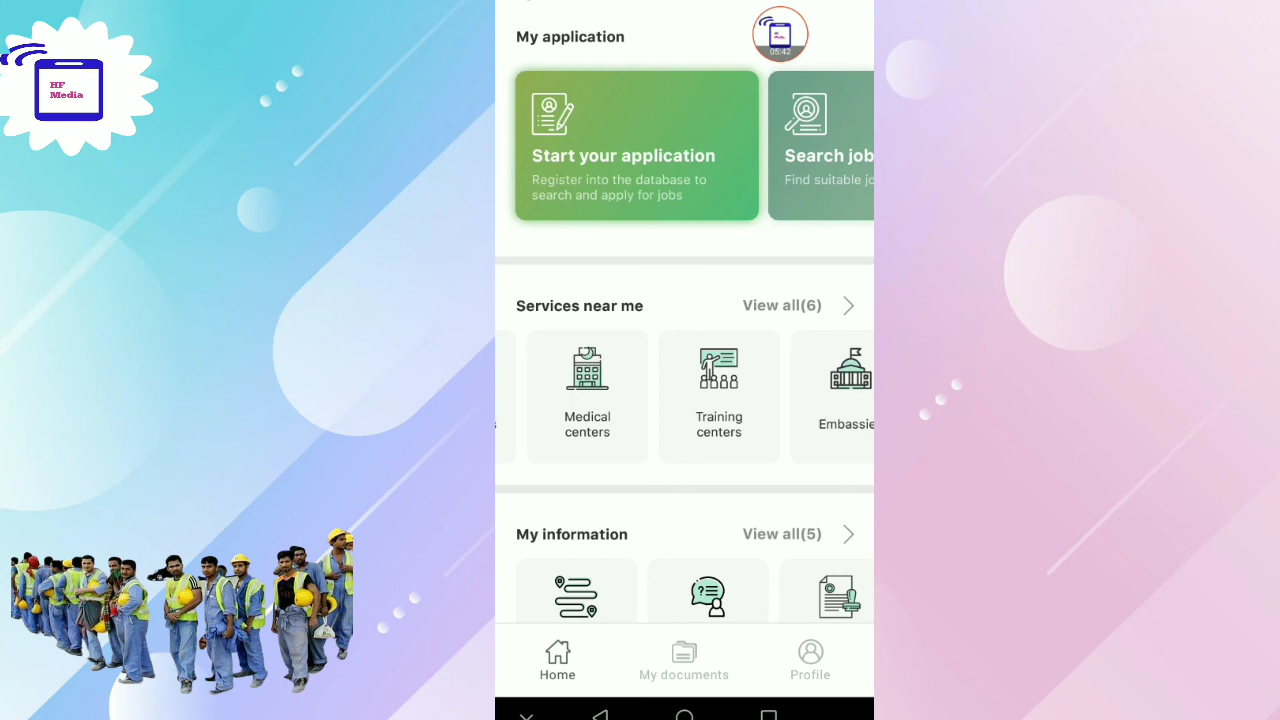 HF
Media
My application
HF
Media
05:42
Start your application
Register into the database to
search and apply for jobs
Search job
Find suitable jo
Services near me
View all(6)
s
Medical
centers
Training
centers
Embassie
My information
View all(5)
Home
My documents
Profile